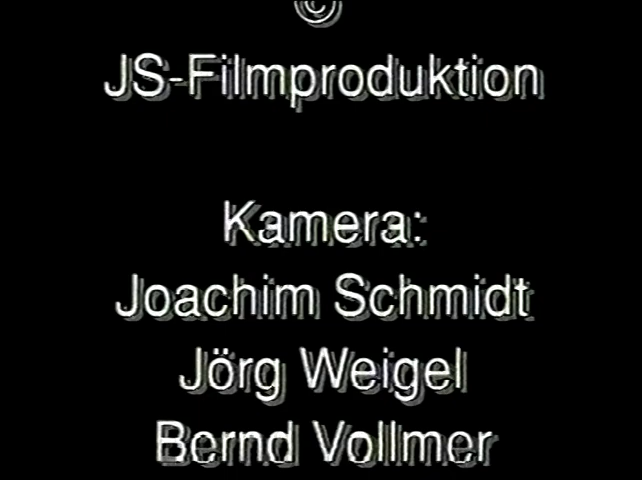 ©
JS-Filmproduktion
Kamera:
Joachim Schmidt
Jörg Weigel
Bernd Vollmer